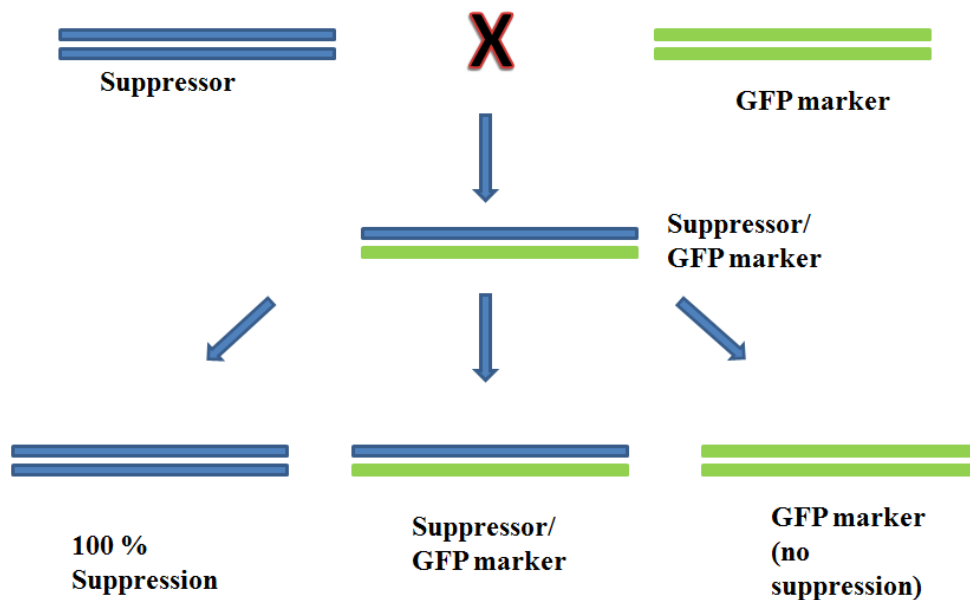 X
Suppressor
GFP marker
Suppressor/
GFP marker
100 %
Suppression
Suppressor/
GFP marker
GFP marker
(no
suppression)